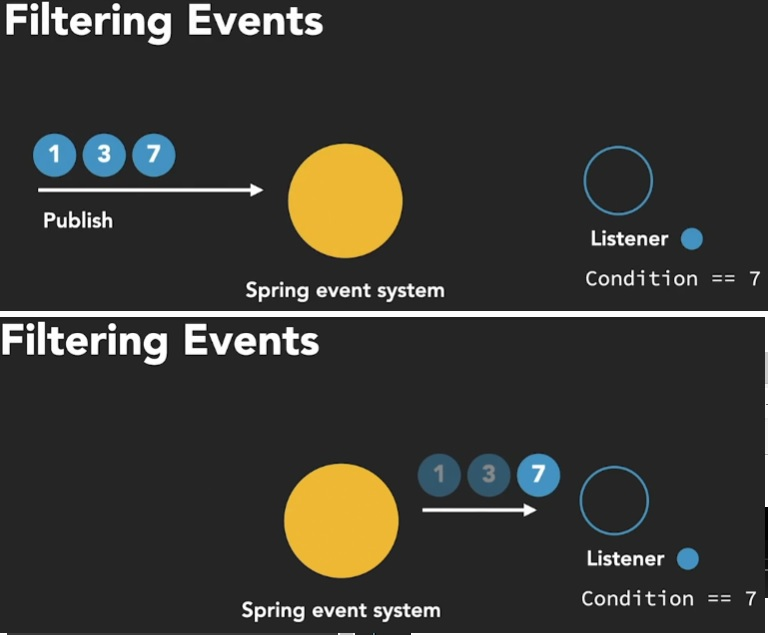 Filtering Events
1 3 7
Publish
Listener
Condition == 7
Spring event system
Filtering Events
1 3 7
Listener
Condition == 7
Spring event system